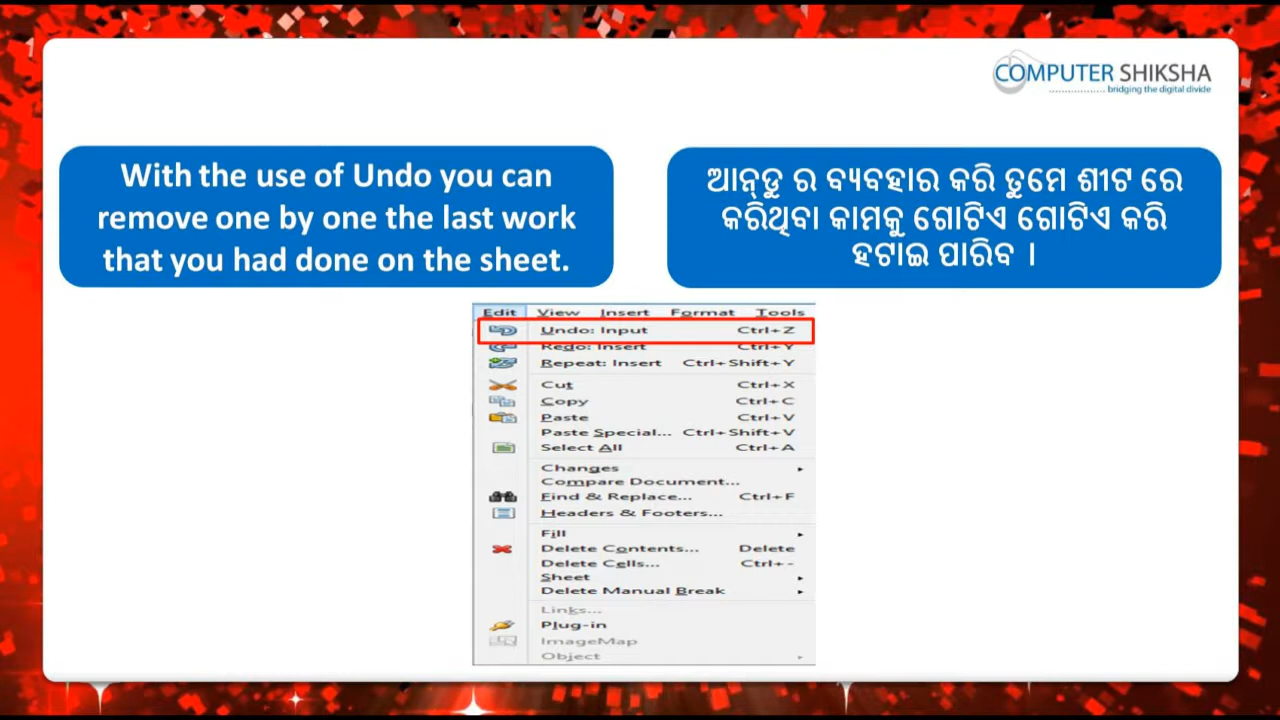 COMPUTER SHIKSHA
bridging the digital divide
With the use of Undo you can
remove one by one the last work
that you had done on the sheet.
ଆନ୍‌ଡୁ ର ବ୍ୟବହାର କରି ତୁମେ ଶୀଟ ରେ
କରିଥିବା କାମକୁ ଗୋଟିଏ ଗୋଟିଏ କରି
ହଟାଇ ପାରିବ ।
Edit View Insert Format Tools
Undo: Input Ctrl+Z
Redo: Insert Ctrl+Y
Repeat: Insert Ctrl+Shift+Y
Cut Ctrl+X
Copy Ctrl+C
Paste Ctrl+V
Paste Special... Ctrl+Shift+V
Select All Ctrl+A
Changes
Compare Document...
Find & Replace... Ctrl+F
Headers & Footers...
Fill
Delete Contents... Delete
Delete Cells... Ctrl+-
Sheet
Delete Manual Break
Links...
Plug-in
ImageMap
Object